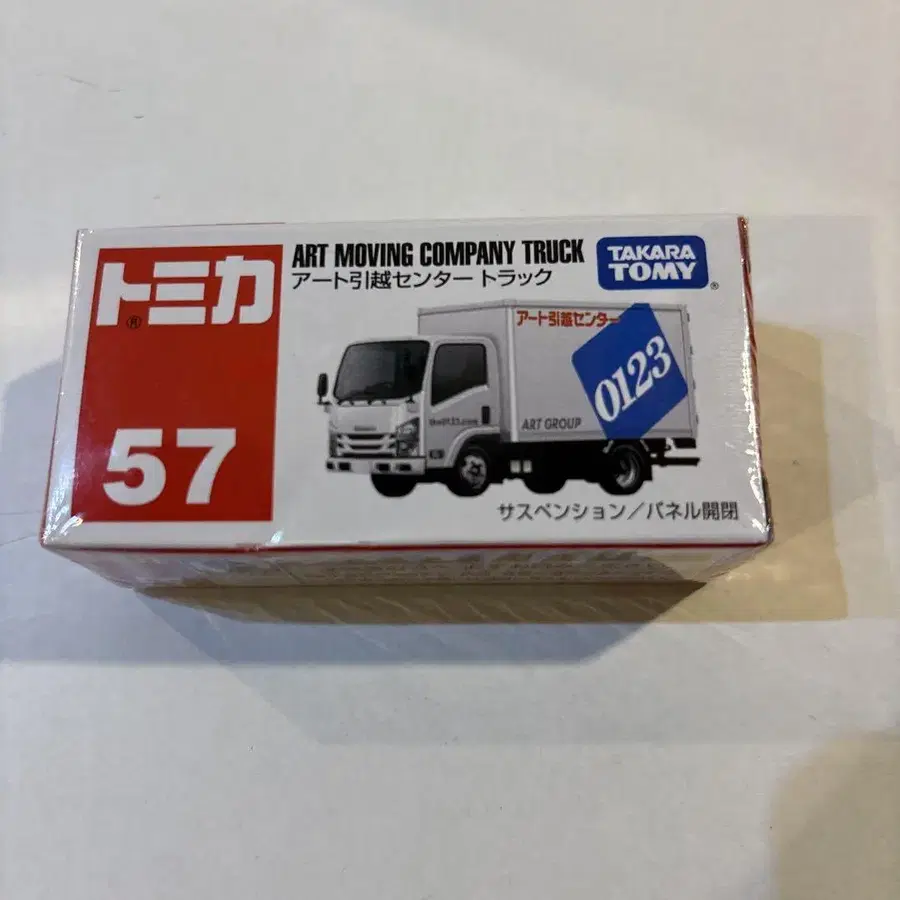 トミカ
®
57
ART MOVING COMPANY TRUCK
アート引越センター トラック
TAKARA
TOMY
®
アート引越センター
0123
the0123.com
ART GROUP
サスペンション／パネル開閉